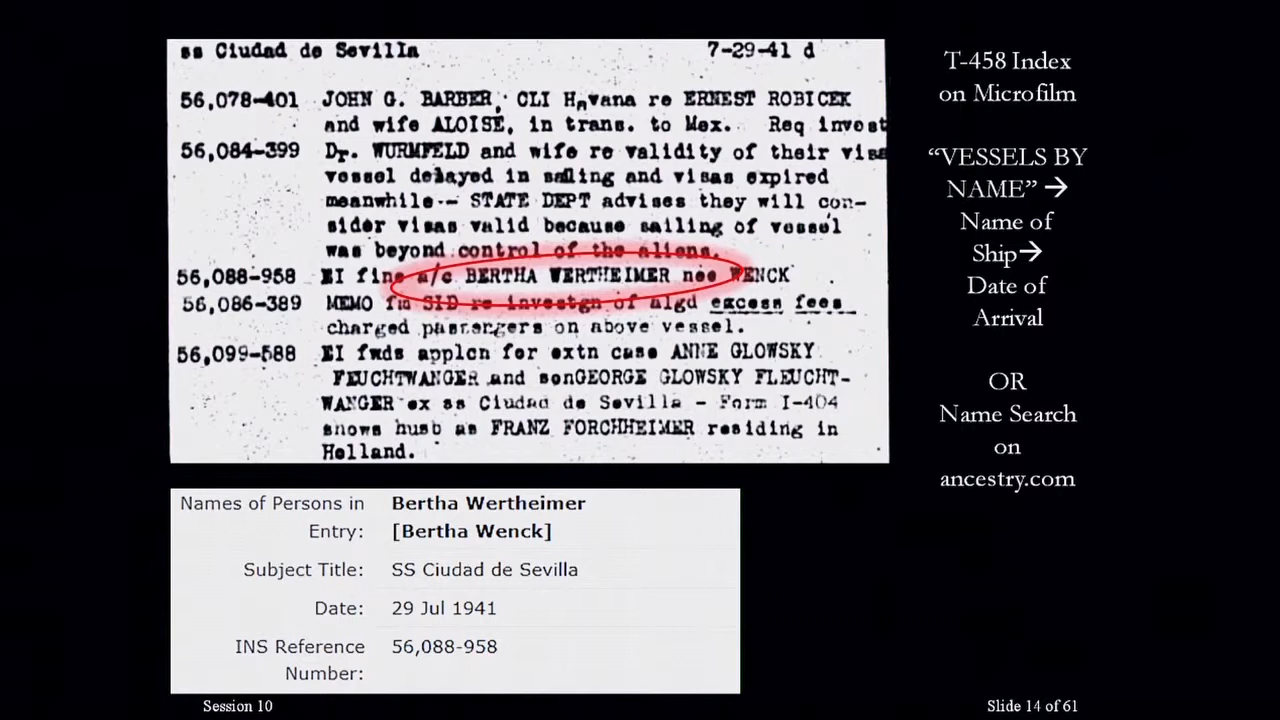 ss Ciudad de Sevilla 7-29-41 d
56,078-401 JOHN G. BARBER, CLI Havana re ERNEST ROBICEK
and wife ALOISE, in trans. to Mex. Req invest
56,084-399 Dr. WURMFELD and wife re validity of their visa
vessel delayed in sailing and visas expired
meanwhile-- STATE DEPT advises they will con-
sider visas valid because sailing of vessel
was beyond control of the aliens.
56,088-958 EI fine a/c BERTHA WERTHEIMER nee WENCK
56,086-389 MEMO fm SID re investgn of algd excess fees
charged passengers on above vessel.
56,099-588 EI fwds applcn for extn case ANNE GLOWSKY
FEUCHTWANGER and sonGEORGE GLOWSKY FLEUCHT-
WANGER ex ss Ciudad de Sevilla - Form I-404
shows husb as FRANZ FORCHHEIMER residing in
Holland.
T-458 Index
on Microfilm
“VESSELS BY
NAME” →
Name of
Ship→
Date of
Arrival
OR
Name Search
on
ancestry.com
Names of Persons in Bertha Wertheimer
Entry: [Bertha Wenck]
Subject Title: SS Ciudad de Sevilla
Date: 29 Jul 1941
INS Reference 56,088-958
Number:
Session 10 Slide 14 of 61